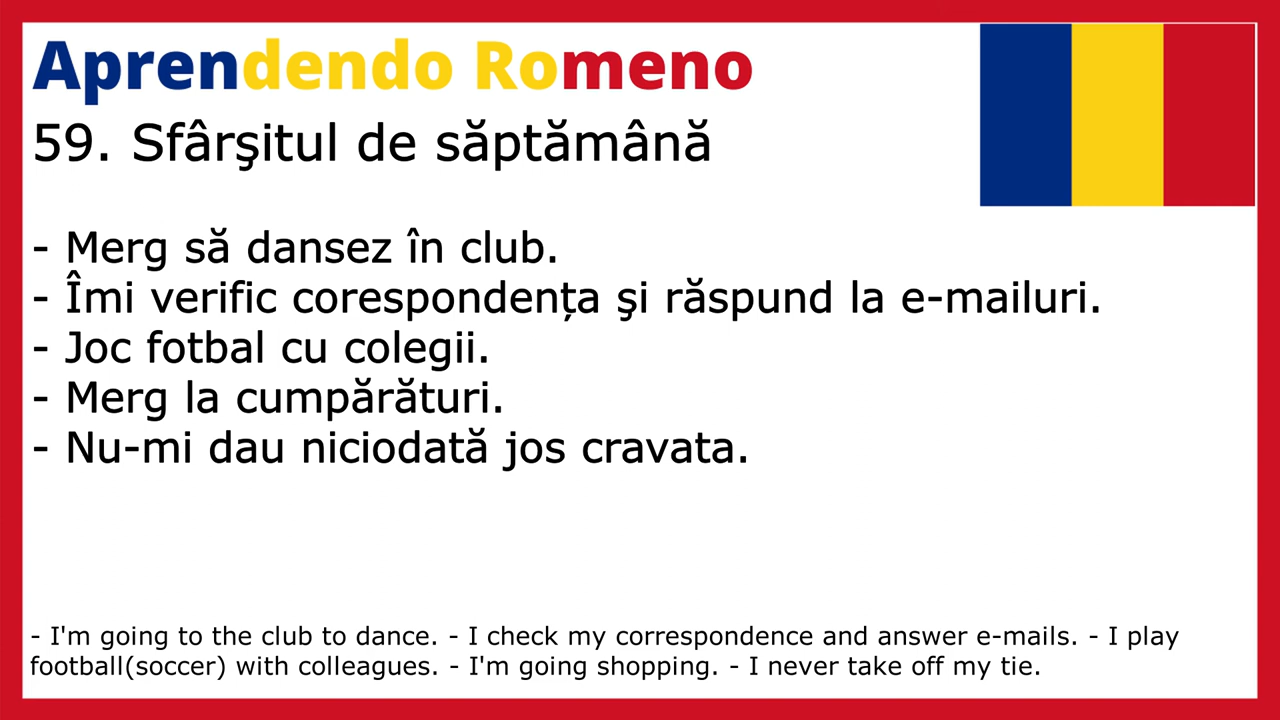 Aprendendo Romeno
59. Sfârşitul de săptămână
- Merg să dansez în club.
- Îmi verific corespondența şi răspund la e-mailuri.
- Joc fotbal cu colegii.
- Merg la cumpărături.
- Nu-mi dau niciodată jos cravata.
- I'm going to the club to dance. - I check my correspondence and answer e-mails. - I play
football(soccer) with colleagues. - I'm going shopping. - I never take off my tie.